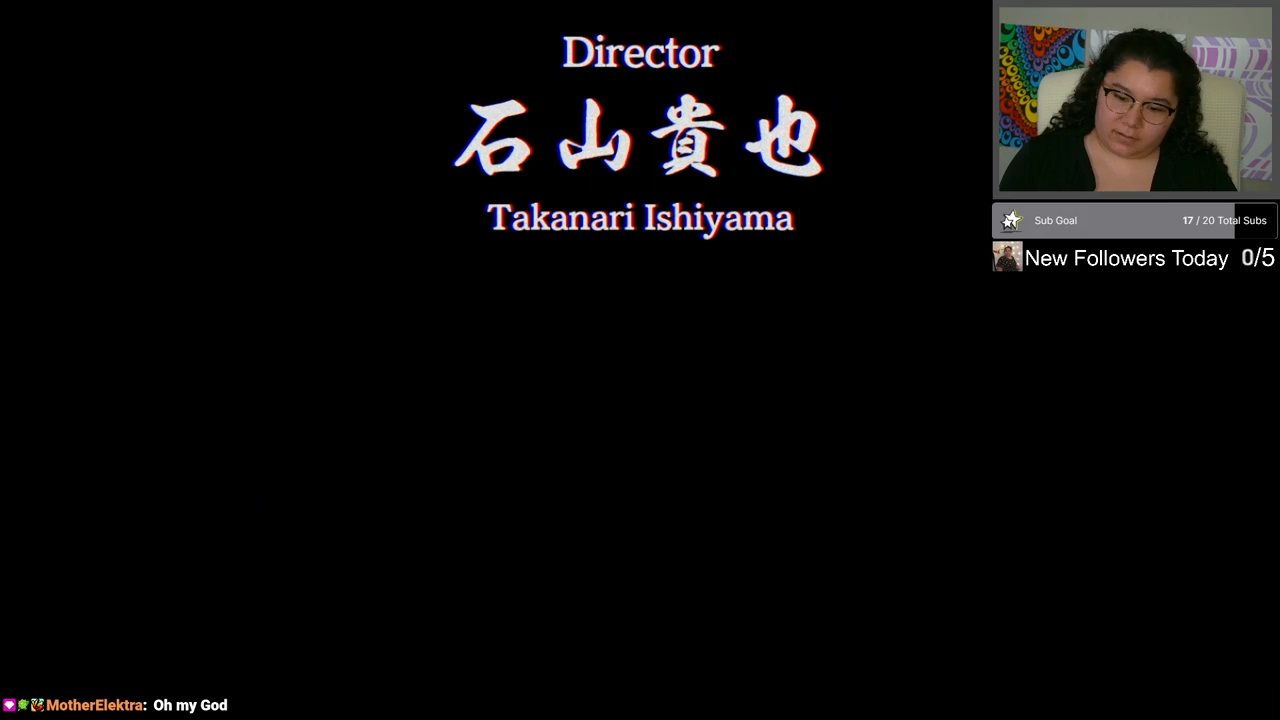 Director
石山貴也
Takanari Ishiyama
Sub Goal
17 / 20 Total Subs
New Followers Today 0/5
MotherElektra: Oh my God